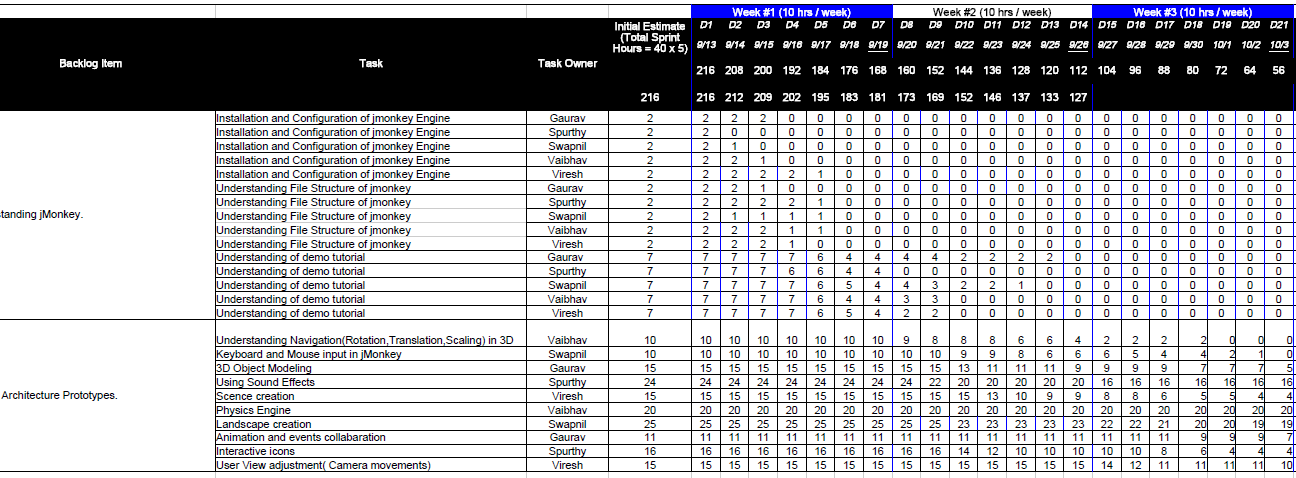 Week #1 (10 hrs / week) Week #2 (10 hrs / week) Week #3 (10 hrs / week)
Initial Estimate D1 D2 D3 D4 D5 D6 D7 D8 D9 D10 D11 D12 D13 D14 D15 D16 D17 D18 D19 D20 D21
(Total Sprint
Hours = 40 x 5) 9/13 9/14 9/15 9/16 9/17 9/18 9/19 9/20 9/21 9/22 9/23 9/24 9/25 9/26 9/27 9/28 9/29 9/30 10/1 10/2 10/3
Backlog Item Task Task Owner
216 208 200 192 184 176 168 160 152 144 136 128 120 112 104 96 88 80 72 64 56
216 216 212 209 202 195 183 181 173 169 152 146 137 133 127
Installation and Configuration of jmonkey Engine Gaurav 2 2 2 2 0 0 0 0 0 0 0 0 0 0 0 0 0 0 0 0 0 0
Installation and Configuration of jmonkey Engine Spurthy 2 2 0 0 0 0 0 0 0 0 0 0 0 0 0 0 0 0 0 0 0 0
Installation and Configuration of jmonkey Engine Swapnil 2 2 1 0 0 0 0 0 0 0 0 0 0 0 0 0 0 0 0 0 0 0
Installation and Configuration of jmonkey Engine Vaibhav 2 2 2 1 0 0 0 0 0 0 0 0 0 0 0 0 0 0 0 0 0 0
Installation and Configuration of jmonkey Engine Viresh 2 2 2 2 2 1 0 0 0 0 0 0 0 0 0 0 0 0 0 0 0 0
Understanding File Structure of jmonkey Gaurav 2 2 2 1 0 0 0 0 0 0 0 0 0 0 0 0 0 0 0 0 0 0
Understanding File Structure of jmonkey Spurthy 2 2 2 2 2 1 0 0 0 0 0 0 0 0 0 0 0 0 0 0 0 0
standing jMonkey. Understanding File Structure of jmonkey Swapnil 2 2 1 1 1 1 0 0 0 0 0 0 0 0 0 0 0 0 0 0 0 0
Understanding File Structure of jmonkey Vaibhav 2 2 2 2 1 1 0 0 0 0 0 0 0 0 0 0 0 0 0 0 0 0
Understanding File Structure of jmonkey Viresh 2 2 2 2 1 0 0 0 0 0 0 0 0 0 0 0 0 0 0 0 0 0
Understanding of demo tutorial Gaurav 7 7 7 7 7 6 4 4 4 4 2 2 2 2 0 0 0 0 0 0 0 0
Understanding of demo tutorial Spurthy 7 7 7 7 6 6 4 4 0 0 0 0 0 0 0 0 0 0 0 0 0 0
Understanding of demo tutorial Swapnil 7 7 7 7 7 6 5 4 4 3 2 2 1 0 0 0 0 0 0 0 0 0
Understanding of demo tutorial Vaibhav 7 7 7 7 7 6 4 4 3 3 0 0 0 0 0 0 0 0 0 0 0 0
Understanding of demo tutorial Viresh 7 7 7 7 7 6 5 4 2 2 0 0 0 0 0 0 0 0 0 0 0 0
Understanding Navigation(Rotation,Translation,Scaling) in 3D Vaibhav 10 10 10 10 10 10 10 10 9 8 8 8 6 6 4 2 2 2 2 0 0 0
Keyboard and Mouse input in jMonkey Swapnil 10 10 10 10 10 10 10 10 10 10 9 9 8 6 6 6 5 4 4 2 1 0
3D Object Modeling Gaurav 15 15 15 15 15 15 15 15 15 15 13 11 11 11 9 9 9 9 7 7 7 5
Using Sound Effects Spurthy 24 24 24 24 24 24 24 24 24 22 20 20 20 20 20 16 16 16 16 16 16 16
Architecture Prototypes. Scence creation Viresh 15 15 15 15 15 15 15 15 15 15 15 13 10 9 9 8 8 6 5 5 4 4
Physics Engine Vaibhav 20 20 20 20 20 20 20 20 20 20 20 20 20 20 20 20 20 20 20 20 20 20
Landscape creation Swapnil 25 25 25 25 25 25 25 25 25 25 23 23 23 23 23 22 22 21 20 20 19 19
Animation and events collabaration Gaurav 11 11 11 11 11 11 11 11 11 11 11 11 11 11 11 11 11 11 9 9 9 7
Interactive icons Spurthy 16 16 16 16 16 16 16 16 16 16 14 12 10 10 10 10 10 8 6 4 4 4
User View adjustment( Camera movements) Viresh 15 15 15 15 15 15 15 15 15 15 15 15 15 15 15 14 12 11 11 11 11 10